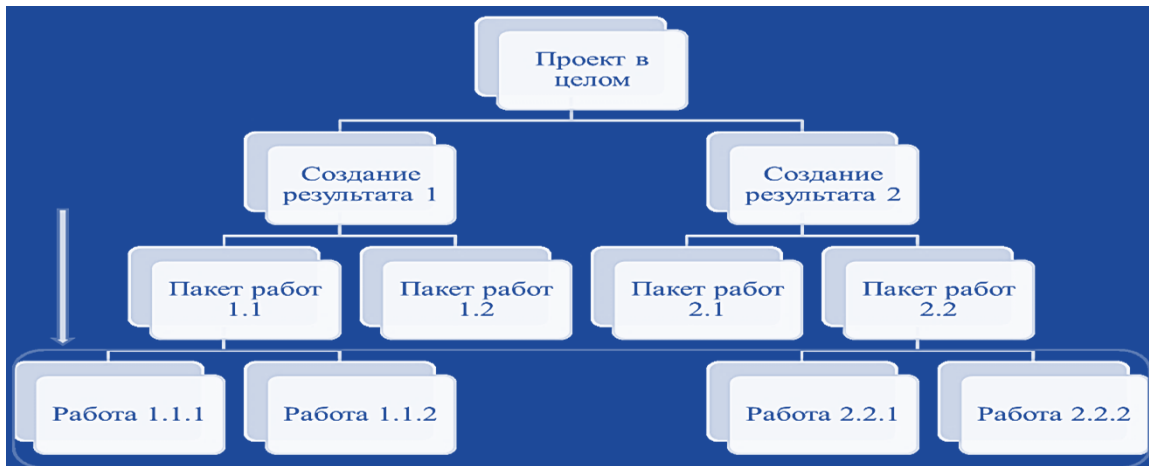 Проект в
целом
Создание
результата 1
Создание
результата 2
Пакет работ
1.1
Пакет работ
1.2
Пакет работ
2.1
Пакет работ
2.2
Работа 1.1.1
Работа 1.1.2
Работа 2.2.1
Работа 2.2.2